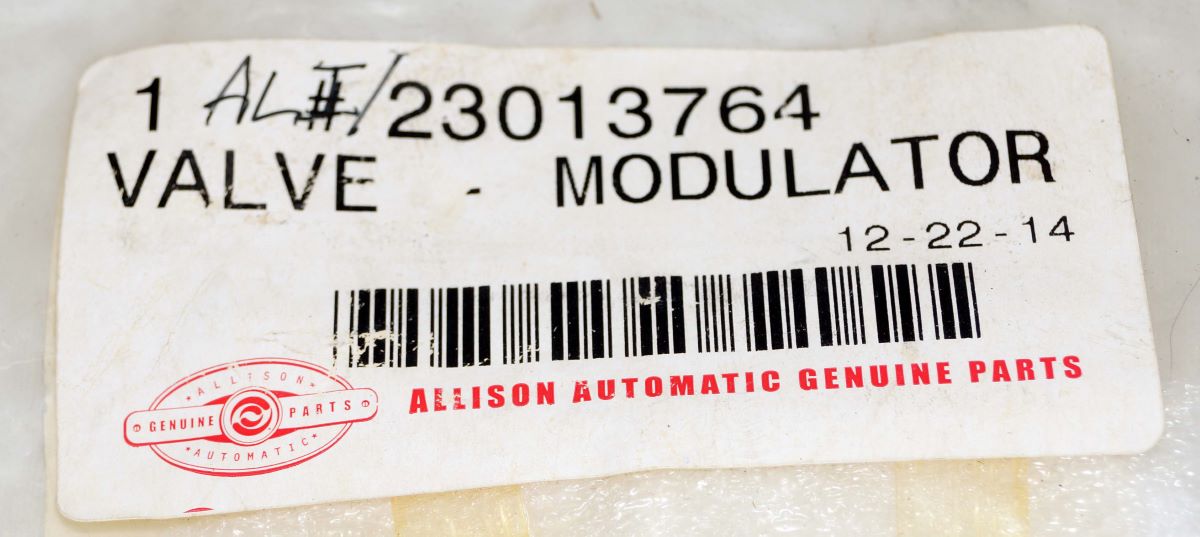 1 AL#/23013764
VALVE - MODULATOR
12-22-14
ALLISON AUTOMATIC GENUINE PARTS
ALLISON
GENUINE PARTS
AUTOMATIC